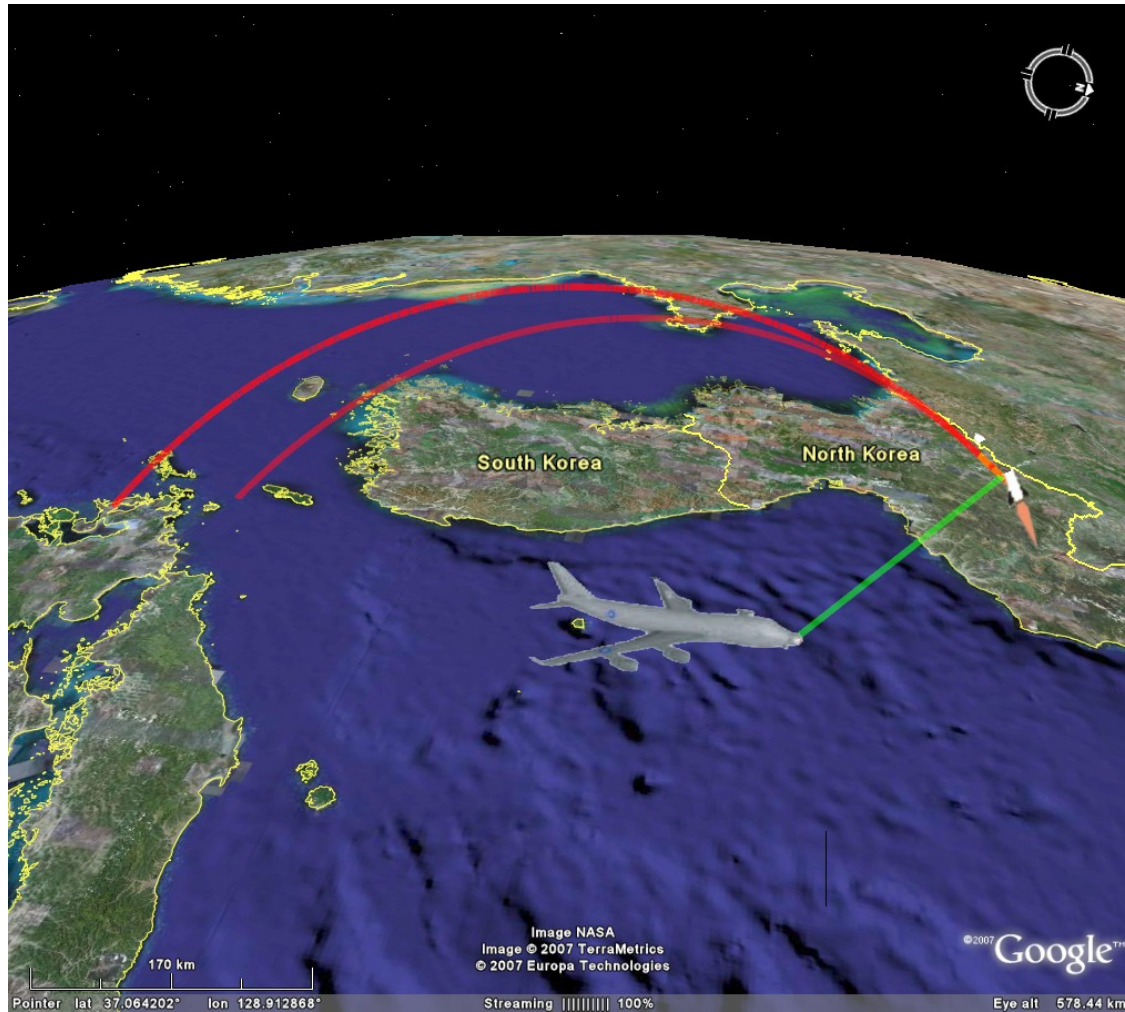 N
South Korea
North Korea
Image NASA
Image © 2007 TerraMetrics
© 2007 Europa Technologies
©2007 Google™
170 km
Pointer lat 37.064202° lon 128.912868° Streaming |||||||||| 100% Eye alt 578.44 km